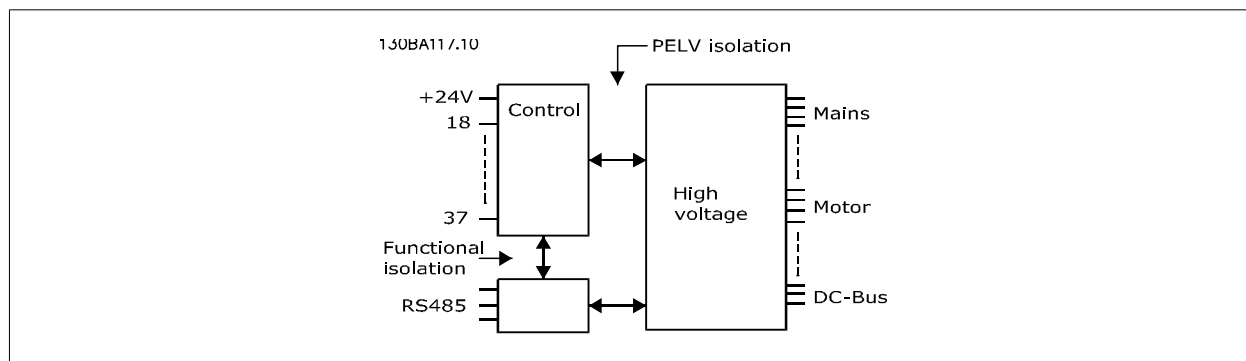 130BA117.10
PELV isolation
+24V
Control
18
37
High
voltage
Mains
Motor
DC-Bus
Functional
isolation
RS485